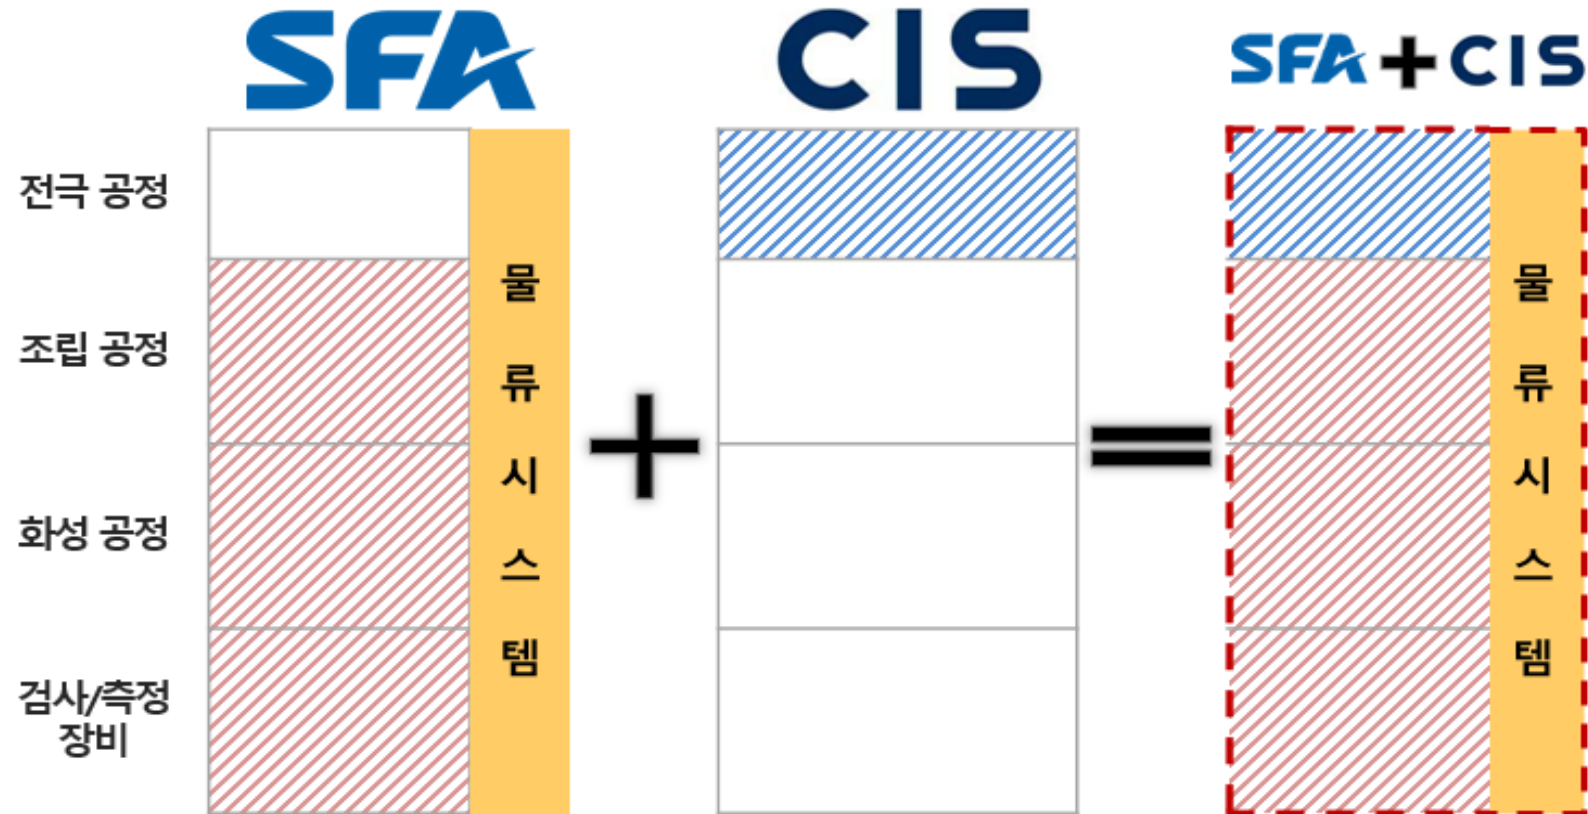 SFA
CIS
SFA + CIS
전극 공정
조립 공정
화성 공정
검사/측정
장비
물
류
시
스
템
+
=
물
류
시
스
템